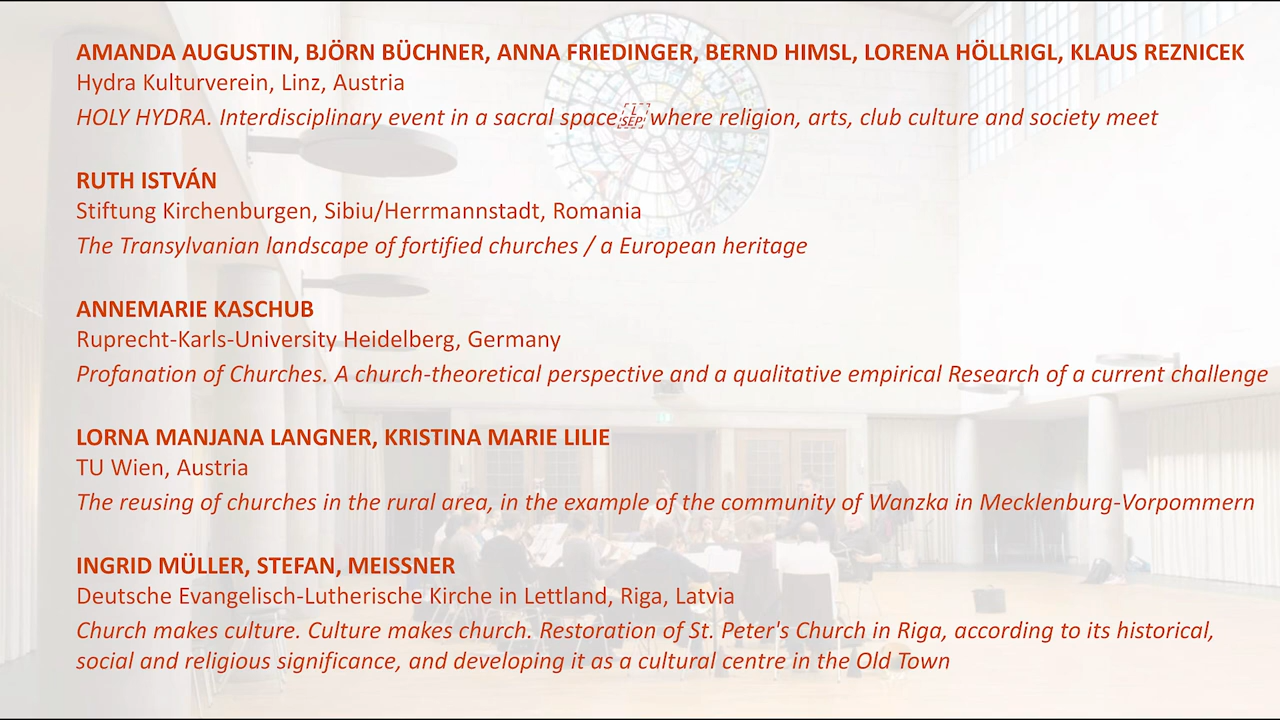 AMANDA AUGUSTIN, BJÖRN BÜCHNER, ANNA FRIEDINGER, BERND HIMSL, LORENA HÖLLRIGL, KLAUS REZNICEK
Hydra Kulturverein, Linz, Austria
HOLY HYDRA. Interdisciplinary event in a sacral space LSEP where religion, arts, club culture and society meet
RUTH ISTVÁN
Stiftung Kirchenburgen, Sibiu/Herrmannstadt, Romania
The Transylvanian landscape of fortified churches / a European heritage
ANNEMARIE KASCHUB
Ruprecht-Karls-University Heidelberg, Germany
Profanation of Churches. A church-theoretical perspective and a qualitative empirical Research of a current challenge
LORNA MANJANA LANGNER, KRISTINA MARIE LILIE
TU Wien, Austria
The reusing of churches in the rural area, in the example of the community of Wanzka in Mecklenburg-Vorpommern
INGRID MÜLLER, STEFAN, MEISSNER
Deutsche Evangelisch-Lutherische Kirche in Lettland, Riga, Latvia
Church makes culture. Culture makes church. Restoration of St. Peter's Church in Riga, according to its historical,
social and religious significance, and developing it as a cultural centre in the Old Town